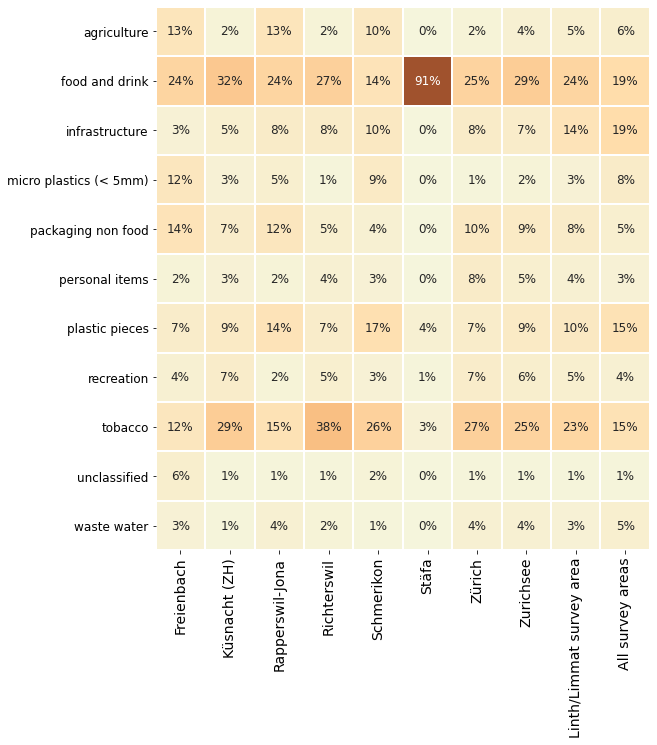 agriculture 13% 2% 13% 2% 10% 0% 2% 4% 5% 6%
food and drink 24% 32% 24% 27% 14% 91% 25% 29% 24% 19%
infrastructure 3% 5% 8% 8% 10% 0% 8% 7% 14% 19%
micro plastics (< 5mm) 12% 3% 5% 1% 9% 0% 1% 2% 3% 8%
packaging non food 14% 7% 12% 5% 4% 0% 10% 9% 8% 5%
personal items 2% 3% 2% 4% 3% 0% 8% 5% 4% 3%
plastic pieces 7% 9% 14% 7% 17% 4% 7% 9% 10% 15%
recreation 4% 7% 2% 5% 3% 1% 7% 6% 5% 4%
tobacco 12% 29% 15% 38% 26% 3% 27% 25% 23% 15%
unclassified 6% 1% 1% 1% 2% 0% 1% 1% 1% 1%
waste water 3% 1% 4% 2% 1% 0% 4% 4% 3% 5%
Freienbach
Küsnacht (ZH)
Rapperswil-Jona
Richterswil
Schmerikon
Stäfa
Zürich
Zurichsee
Linth/Limmat survey area
All survey areas